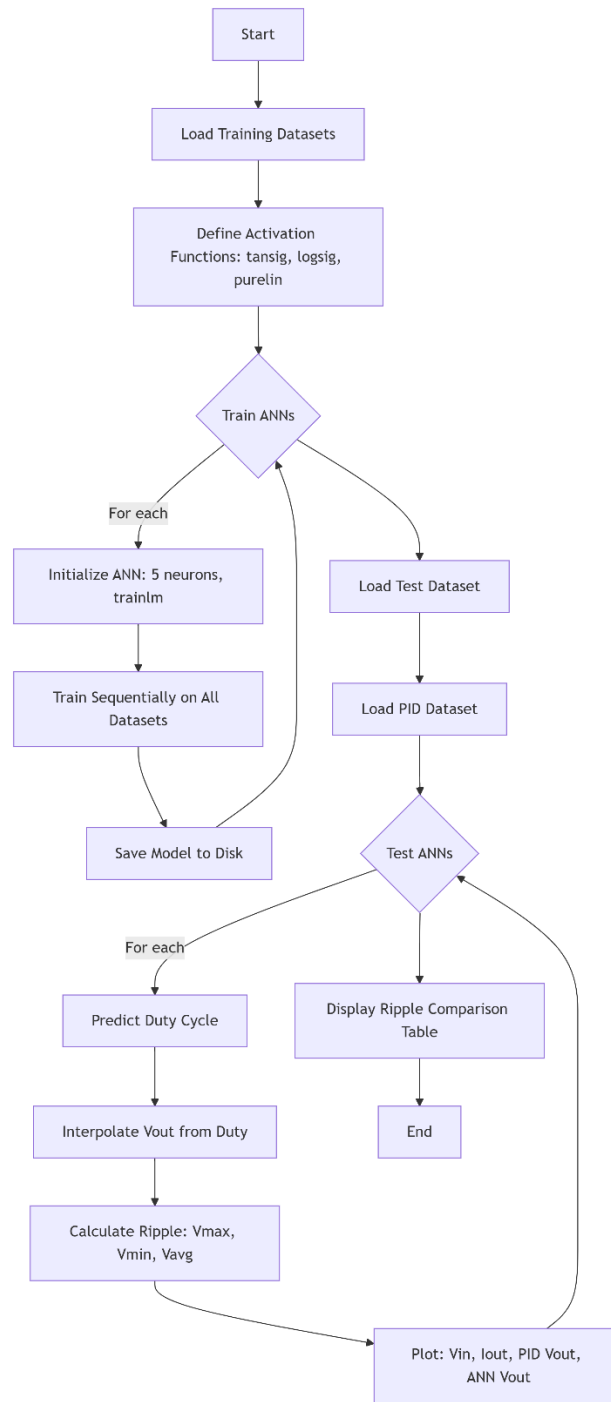 Start
Load Training Datasets
Define Activation
Functions: tansig, logsig,
purelin
Train ANNs
For each
Initialize ANN: 5 neurons,
trainlm
Train Sequentially on All
Datasets
Save Model to Disk
Load Test Dataset
Load PID Dataset
Test ANNs
For each
Predict Duty Cycle
Interpolate Vout from Duty
Calculate Ripple: Vmax,
Vmin, Vavg
Plot: Vin, Iout, PID Vout,
ANN Vout
Display Ripple Comparison
Table
End